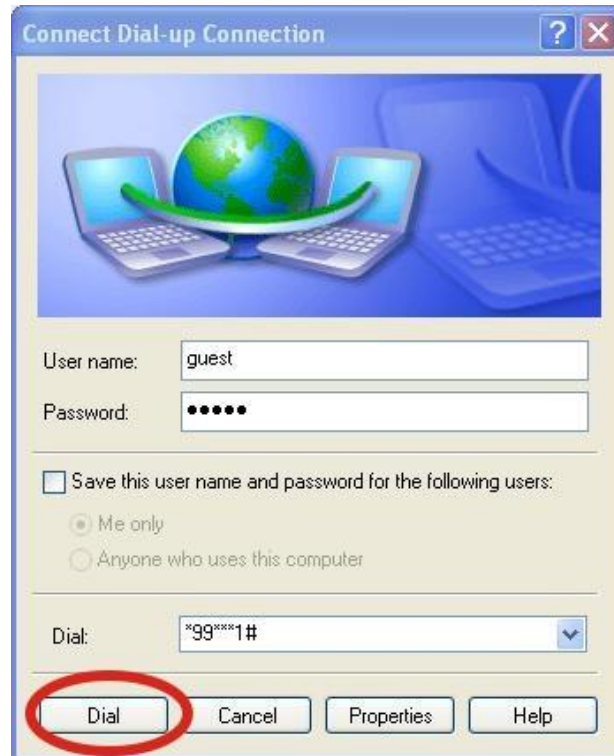 Connect Dial-up Connection
User name: guest
Password: •••••
Save this user name and password for the following users:
Me only
Anyone who uses this computer
Dial: *99***1#
Dial Cancel Properties Help